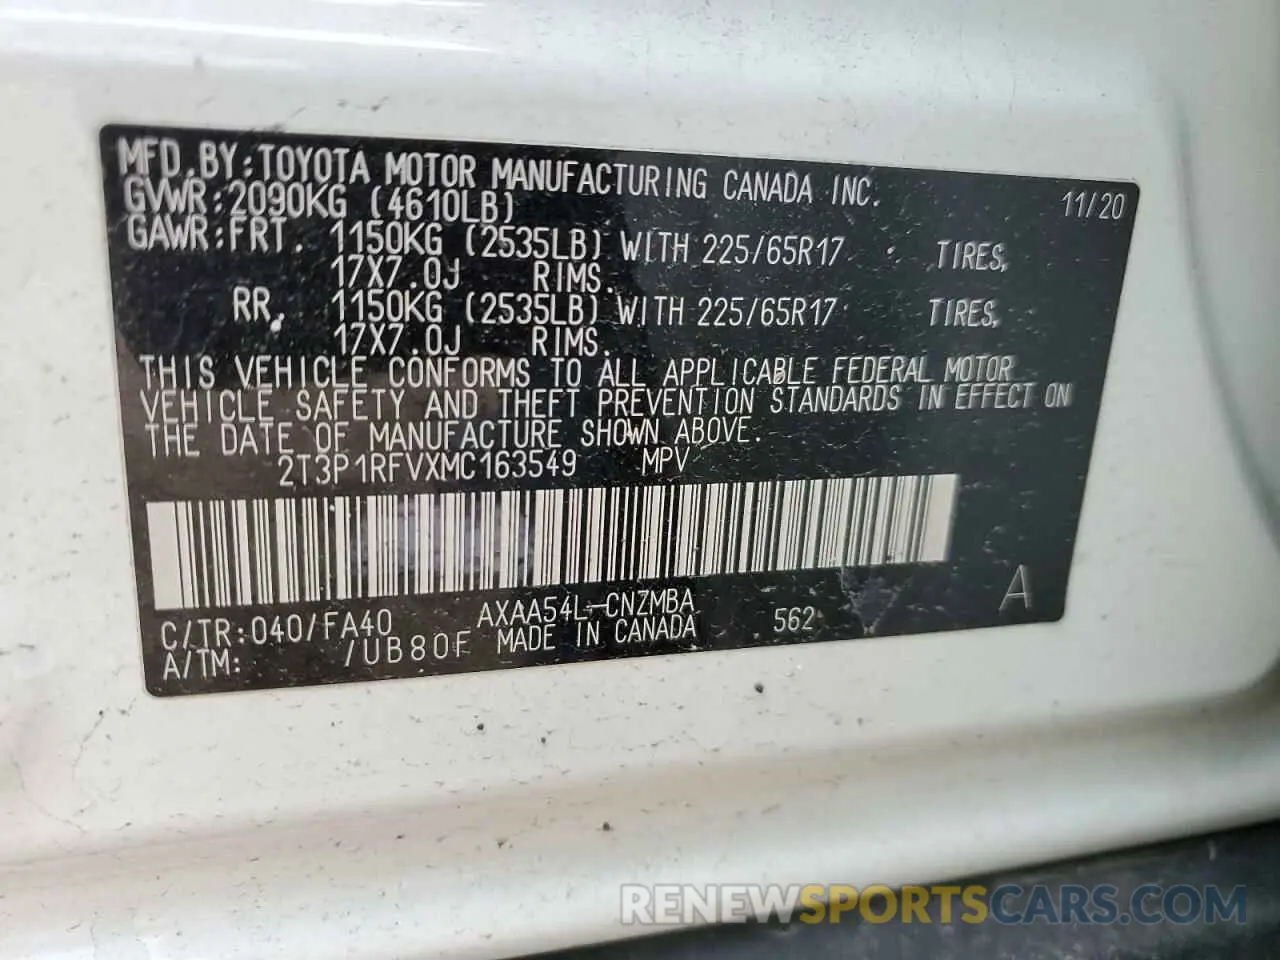 MFD.BY:TOYOTA MOTOR MANUFACTURING CANADA INC. 11/20
GVWR:2090KG (4610LB)
GAWR:FRT. 1150KG (2535LB) WITH 225/65R17 TIRES,
17X7.0J RIMS.
RR, 1150KG (2535LB) WITH 225/65R17 TIRES,
17X7.0J RIMS.
THIS VEHICLE CONFORMS TO ALL APPLICABLE FEDERAL MOTOR
VEHICLE SAFETY AND THEFT PREVENTION STANDARDS IN EFFECT ON
THE DATE OF MANUFACTURE SHOWN ABOVE.
2T3P1RFVXMC163549 MPV
C/TR:040/FA40 AXAA54L-CNZMBA 562 A
A/TM: /UB80F MADE IN CANADA
RENEWSPORTSCARS.COM